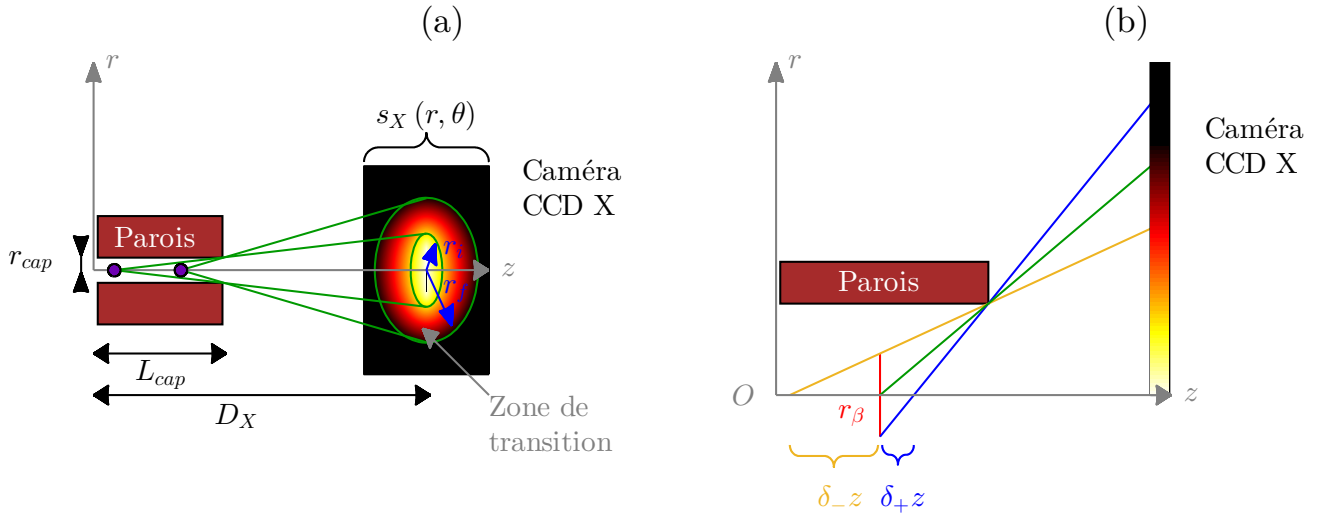 (a)
r
s_X (r, θ)
Caméra
CCD X
Parois
r_cap
r_i
r_f
z
L_cap
D_X
Zone de
transition
(b)
r
Caméra
CCD X
Parois
O
z
r_β
δ_−z
δ_+z